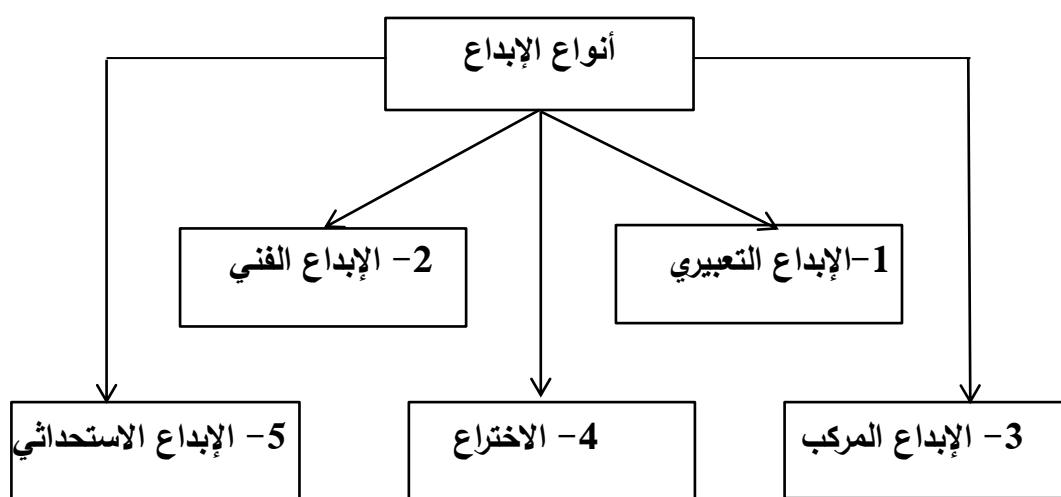 أنواع الإبداع
1-الإبداع التعبيري
2- الإبداع الفني
3- الإبداع المركب
4- الاختراع
5- الإبداع الاستحداثي